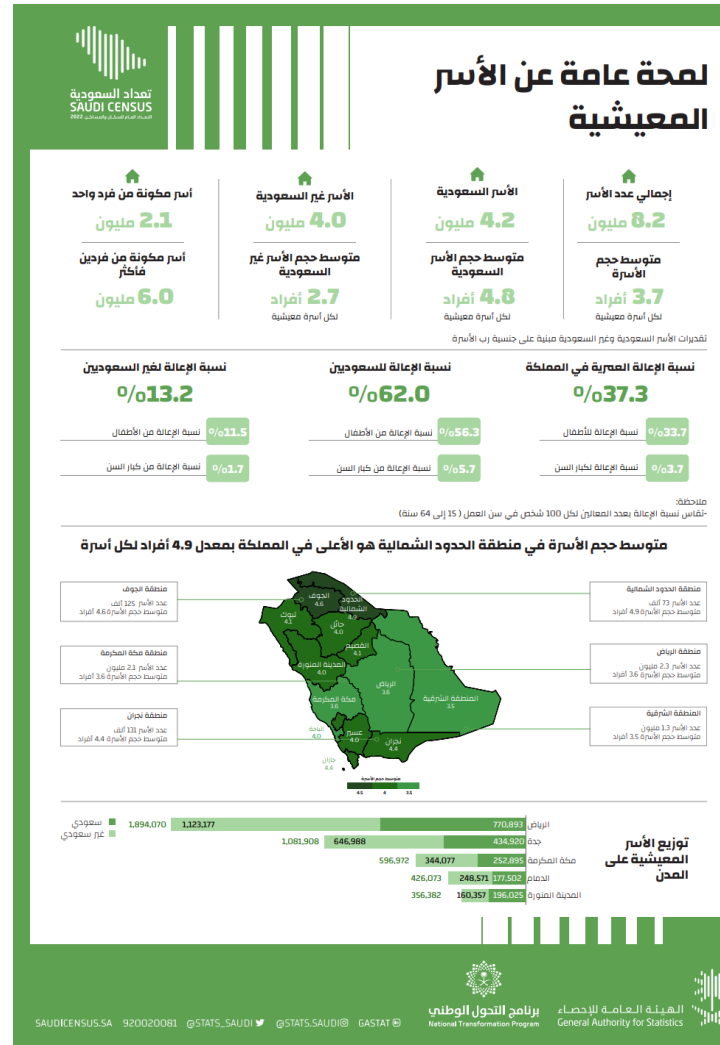 تعداد السعودية
SAUDI CENSUS
التعداد العام للسكان والمساكن 2022
لمحة عامة عن الأسر
المعيشية
إجمالي عدد الأسر
8.2 مليون
متوسط حجم
الأسرة
3.7 أفراد
لكل أسرة معيشية
الأسر السعودية
4.2 مليون
متوسط حجم الأسر
السعودية
4.8 أفراد
لكل أسرة معيشية
الأسر غير السعودية
4.0 مليون
متوسط حجم الأسر غير
السعودية
2.7 أفراد
لكل أسرة معيشية
أسر مكونة من فرد واحد
2.1 مليون
أسر مكونة من فردين
فأكثر
6.0 مليون
تقديرات الأسر السعودية وغير السعودية مبنية على جنسية رب الأسرة
نسبة الإعالة العمرية في المملكة
%37.3
%33.7 نسبة الإعالة للأطفال
%3.7 نسبة الإعالة لكبار السن
نسبة الإعالة للسعوديين
%62.0
%56.3 نسبة الإعالة من الأطفال
%5.7 نسبة الإعالة من كبار السن
نسبة الإعالة لغير السعوديين
%13.2
%11.5 نسبة الإعالة من الأطفال
%1.7 نسبة الإعالة من كبار السن
ملاحظة:
-تقاس نسبة الإعالة بعدد المعالين لكل 100 شخص في سن العمل ( 15 إلى 64 سنة)
متوسط حجم الأسرة في منطقة الحدود الشمالية هو الأعلى في المملكة بمعدل 4.9 أفراد لكل أسرة
منطقة الحدود الشمالية
عدد الأسر 73 ألف
متوسط حجم الأسرة 4.9 أفراد
منطقة الرياض
عدد الأسر 2.3 مليون
متوسط حجم الأسرة 3.6 أفراد
المنطقة الشرقية
عدد الأسر 1.3 مليون
متوسط حجم الأسرة 3.5 أفراد
الجوف
4.6
الحدود
الشمالية
4.9
تبوك
4.1
حائل
4.0
القصيم
4.1
المدينة المنورة
4.0
الرياض
3.6
مكة المكرمة
3.6
المنطقة الشرقية
3.5
الباحة
4.0
عسير
4.0
نجران
4.4
جازان
4.4
متوسط حجم الأسرة
4.5 4 3.5
منطقة الجوف
عدد الأسر 125 ألف
متوسط حجم الأسرة 4.6 أفراد
منطقة مكة المكرمة
عدد الأسر 2.1 مليون
متوسط حجم الأسرة 3.6 أفراد
منطقة نجران
عدد الأسر 131 ألف
متوسط حجم الأسرة 4.4 أفراد
توزيع الأسر
المعيشية على
المدن
سعودي
غير سعودي
الرياض 770,893 1,123,177 1,894,070
جدة 434,920 646,988 1,081,908
مكة المكرمة 252,895 344,077 596,972
الدمام 177,502 248,571 426,073
المدينة المنورة 196,025 160,357 356,382
الهيئة العامة للإحصاء
General Authority for Statistics
برنامج التحول الوطني
National Transformation Program
SAUDICENSUS.SA 920020081 @STATS_SAUDI @STATS.SAUDI GASTAT